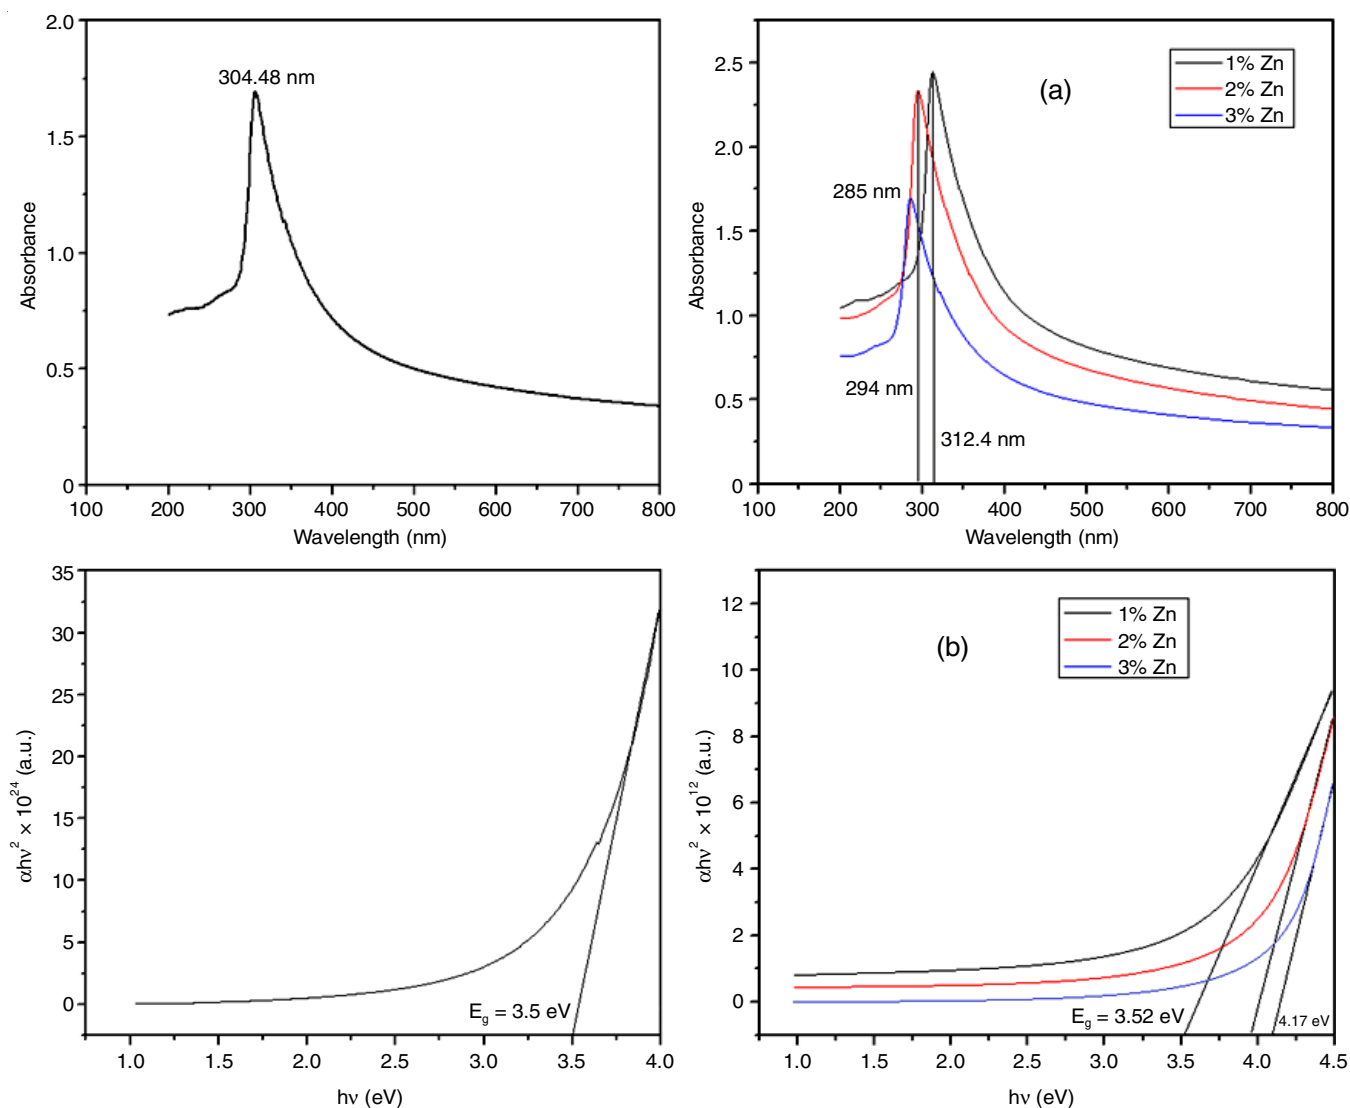 2.0
1.5
1.0
0.5
0
Absorbance
304.48 nm
100 200 300 400 500 600 700 800
Wavelength (nm)
2.5
2.0
1.5
1.0
0.5
0
Absorbance
(a)
1% Zn
2% Zn
3% Zn
285 nm
294 nm
312.4 nm
100 200 300 400 500 600 700 800
Wavelength (nm)
35
30
25
20
15
10
5
0
αhν² × 10²⁴ (a.u.)
E_g = 3.5 eV
1.0 1.5 2.0 2.5 3.0 3.5 4.0
hν (eV)
12
10
8
6
4
2
0
αhν² × 10¹² (a.u.)
(b)
1% Zn
2% Zn
3% Zn
E_g = 3.52 eV
4.17 eV
1.0 1.5 2.0 2.5 3.0 3.5 4.0 4.5
hν (eV)